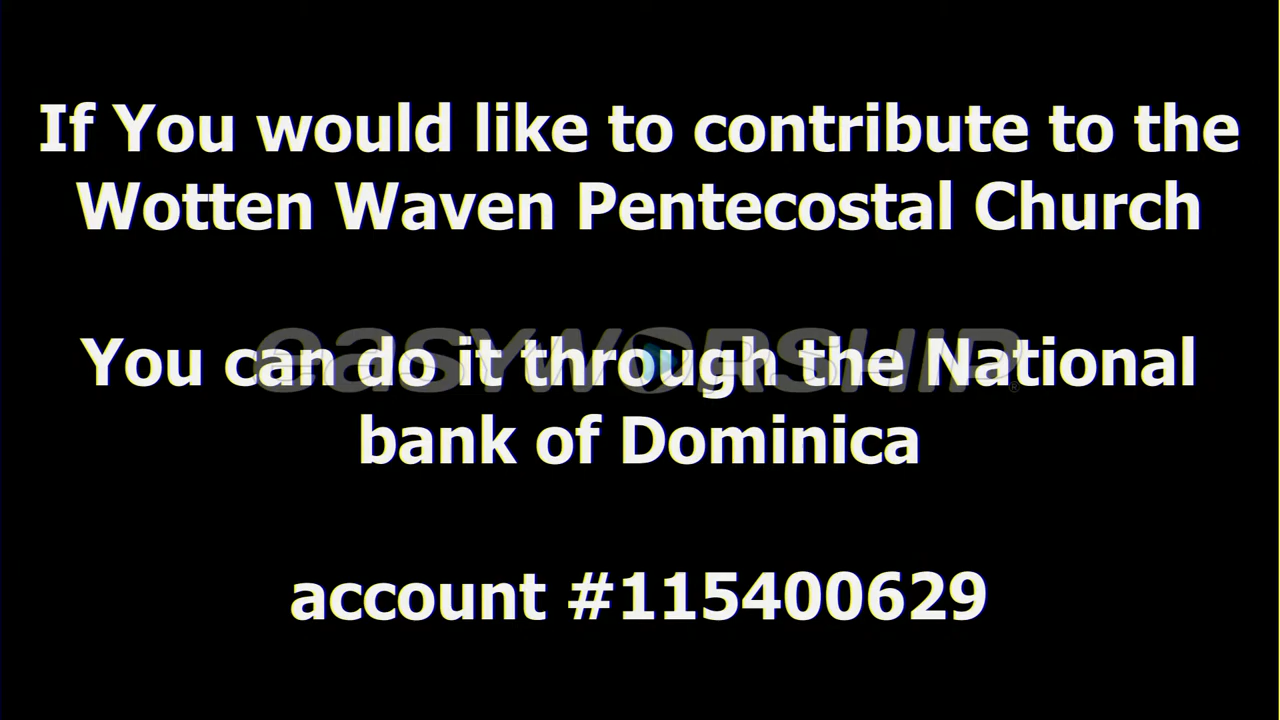 If You would like to contribute to the
Wotten Waven Pentecostal Church
You can do it through the National
easyworship®
bank of Dominica
account #115400629